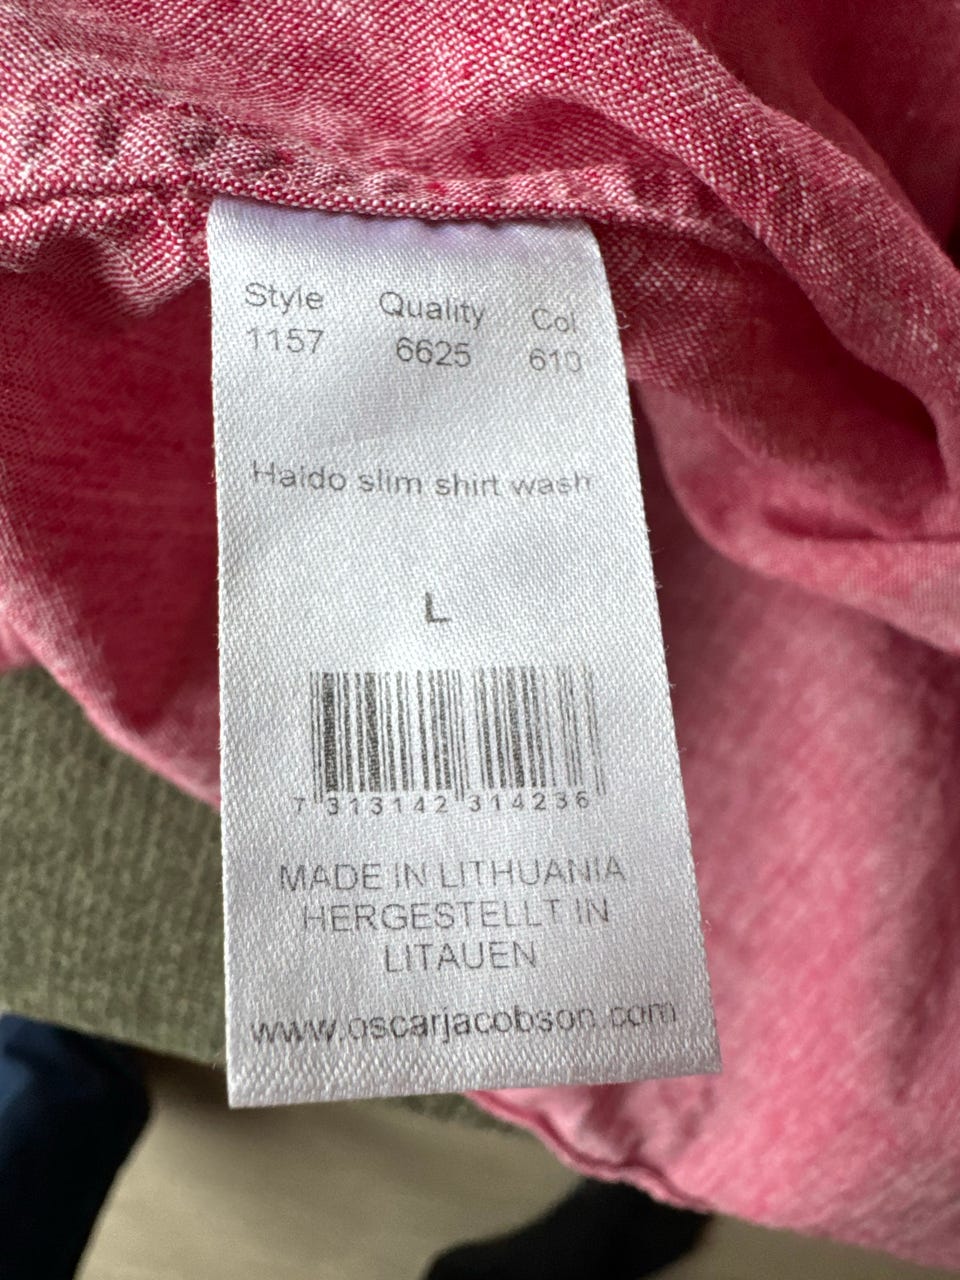 Style Quality Col
1157 6625 610
Haido slim shirt wash
L
7 313142 314236
MADE IN LITHUANIA
HERGESTELLT IN
LITAUEN
www.oscarjacobson.com